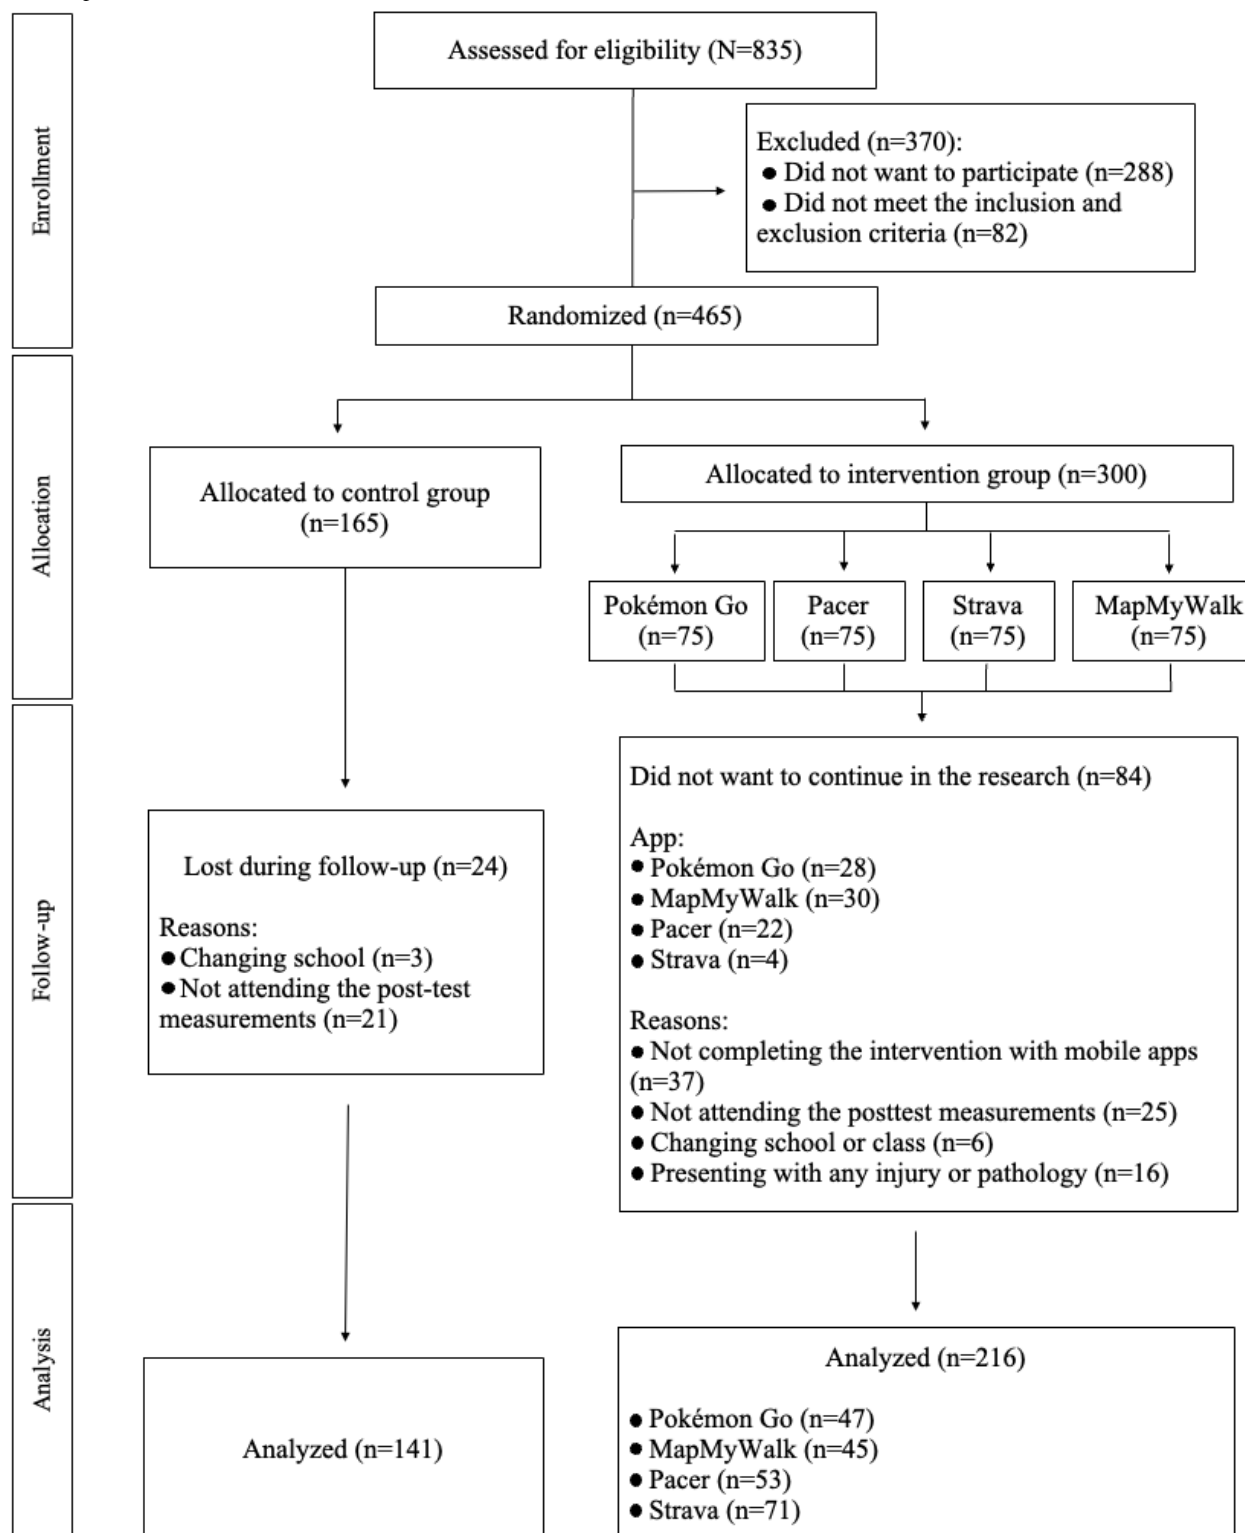 Enrollment
Assessed for eligibility (N=835)
Excluded (n=370):
● Did not want to participate (n=288)
● Did not meet the inclusion and
exclusion criteria (n=82)
Randomized (n=465)
Allocation
Allocated to control group
(n=165)
Allocated to intervention group (n=300)
Pokémon Go
(n=75)
Pacer
(n=75)
Strava
(n=75)
MapMyWalk
(n=75)
Follow-up
Lost during follow-up (n=24)
Reasons:
● Changing school (n=3)
● Not attending the post-test
measurements (n=21)
Did not want to continue in the research (n=84)
App:
● Pokémon Go (n=28)
● MapMyWalk (n=30)
● Pacer (n=22)
● Strava (n=4)
Reasons:
● Not completing the intervention with mobile apps
(n=37)
● Not attending the posttest measurements (n=25)
● Changing school or class (n=6)
● Presenting with any injury or pathology (n=16)
Analysis
Analyzed (n=141)
Analyzed (n=216)
● Pokémon Go (n=47)
● MapMyWalk (n=45)
● Pacer (n=53)
● Strava (n=71)